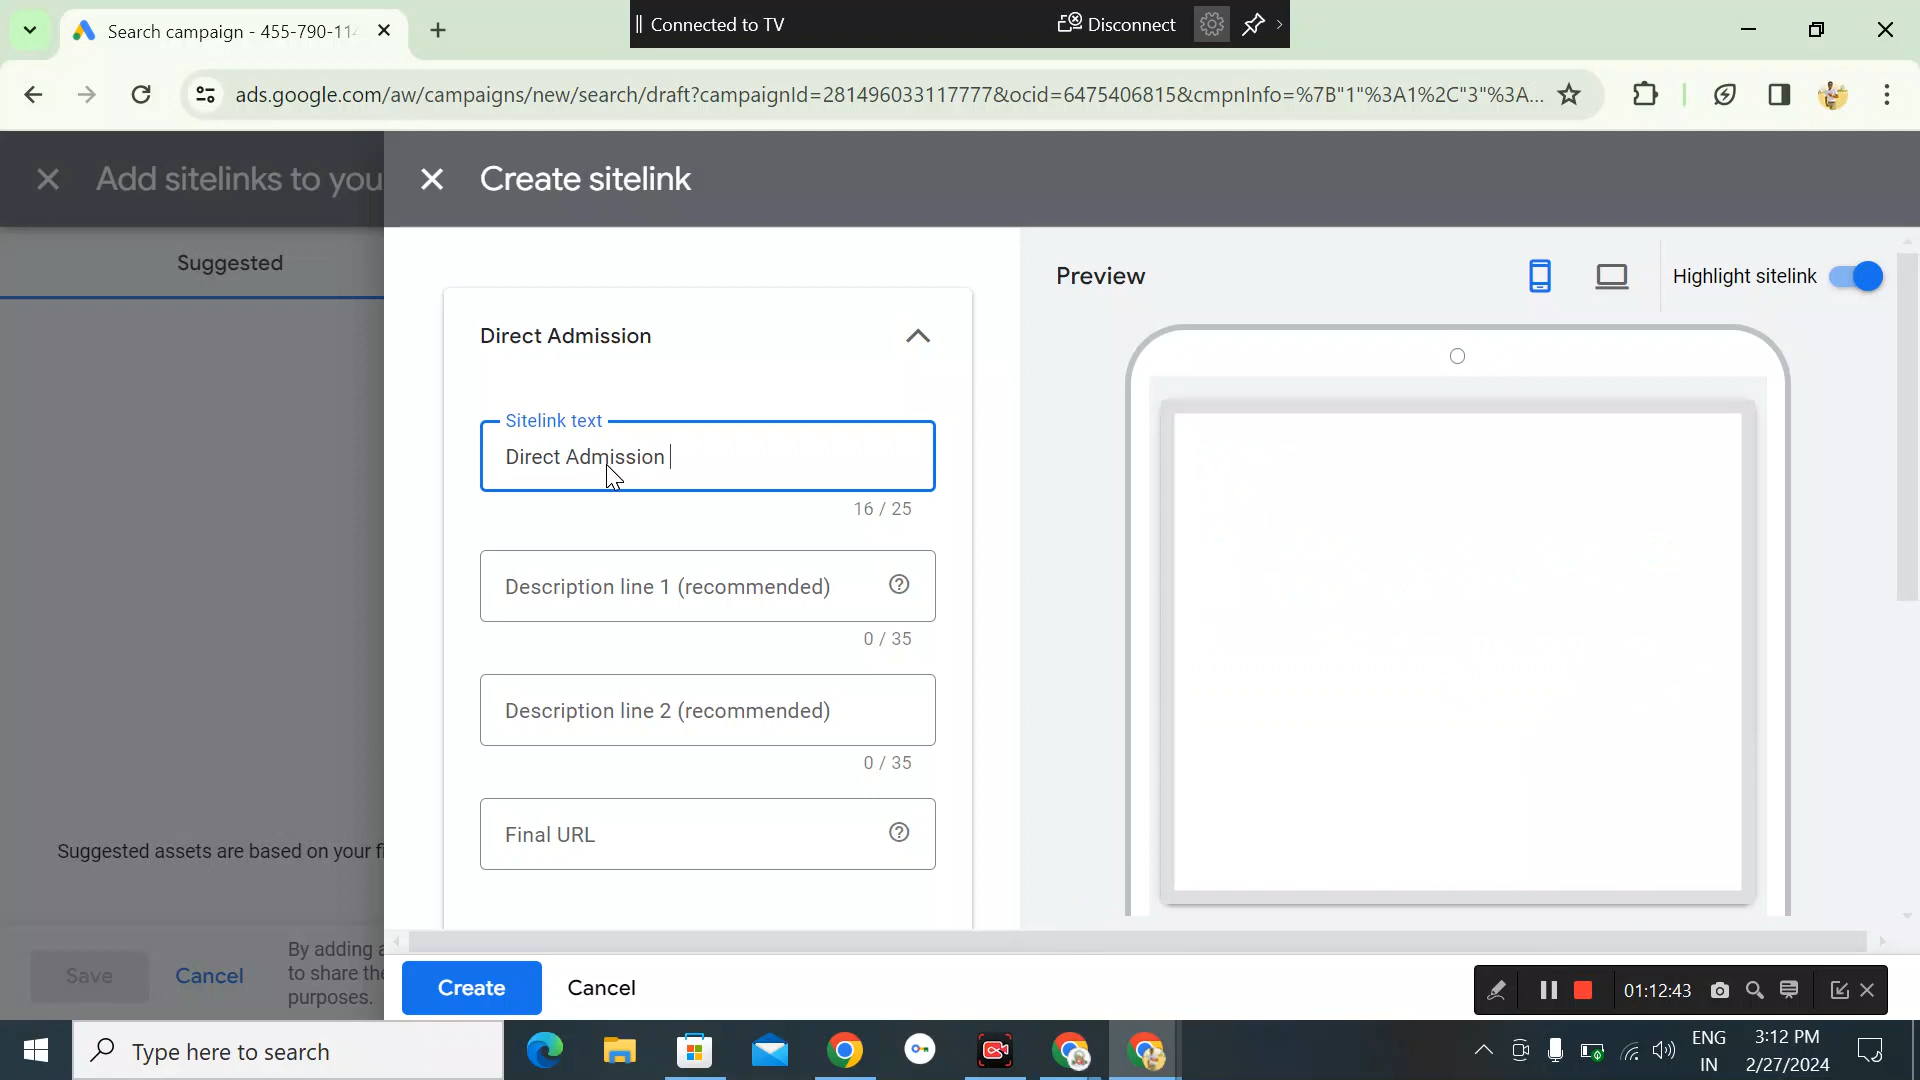 Search campaign - 455-790-114
Connected to TV
Disconnect
ads.google.com/aw/campaigns/new/search/draft?campaignId=281496033117777&ocid=6475406815&cmpnInfo=%7B"1"%3A1%2C"3"%3A...
Add sitelinks to you
Create sitelink
Suggested
Preview
Highlight sitelink
Direct Admission
Sitelink text
Direct Admission
16 / 25
Description line 1 (recommended)
0 / 35
Description line 2 (recommended)
0 / 35
Final URL
Suggested assets are based on your fi
Save
Cancel
By adding a
to share the
purposes.
Create
Cancel
01:12:43
Type here to search
ENG
IN
3:12 PM
2/27/2024